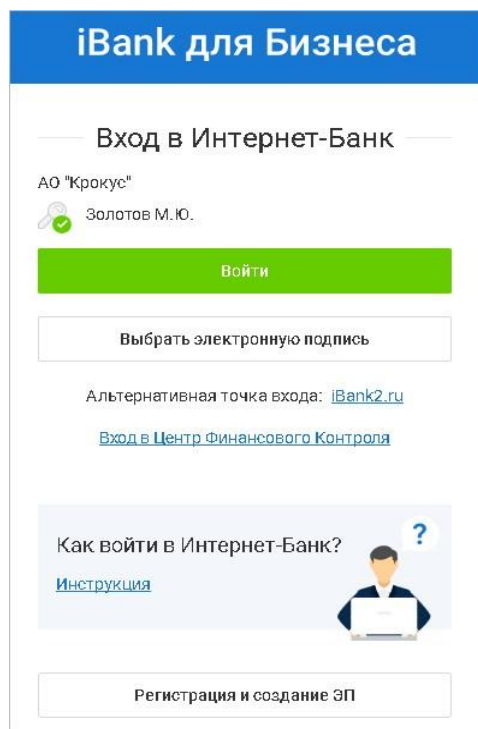 iBank для Бизнеса
Вход в Интернет-Банк
АО "Крокус"
Золотов М.Ю.
Войти
Выбрать электронную подпись
Альтернативная точка входа: iBank2.ru
Вход в Центр Финансового Контроля
?
Как войти в Интернет-Банк?
Инструкция
Регистрация и создание ЭП